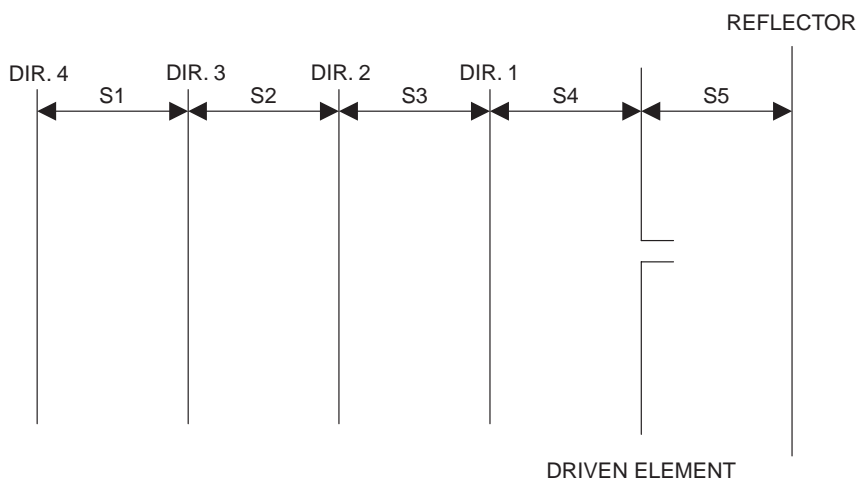 REFLECTOR
DIR. 4
DIR. 3
DIR. 2
DIR. 1
S1
S2
S3
S4
S5
DRIVEN ELEMENT